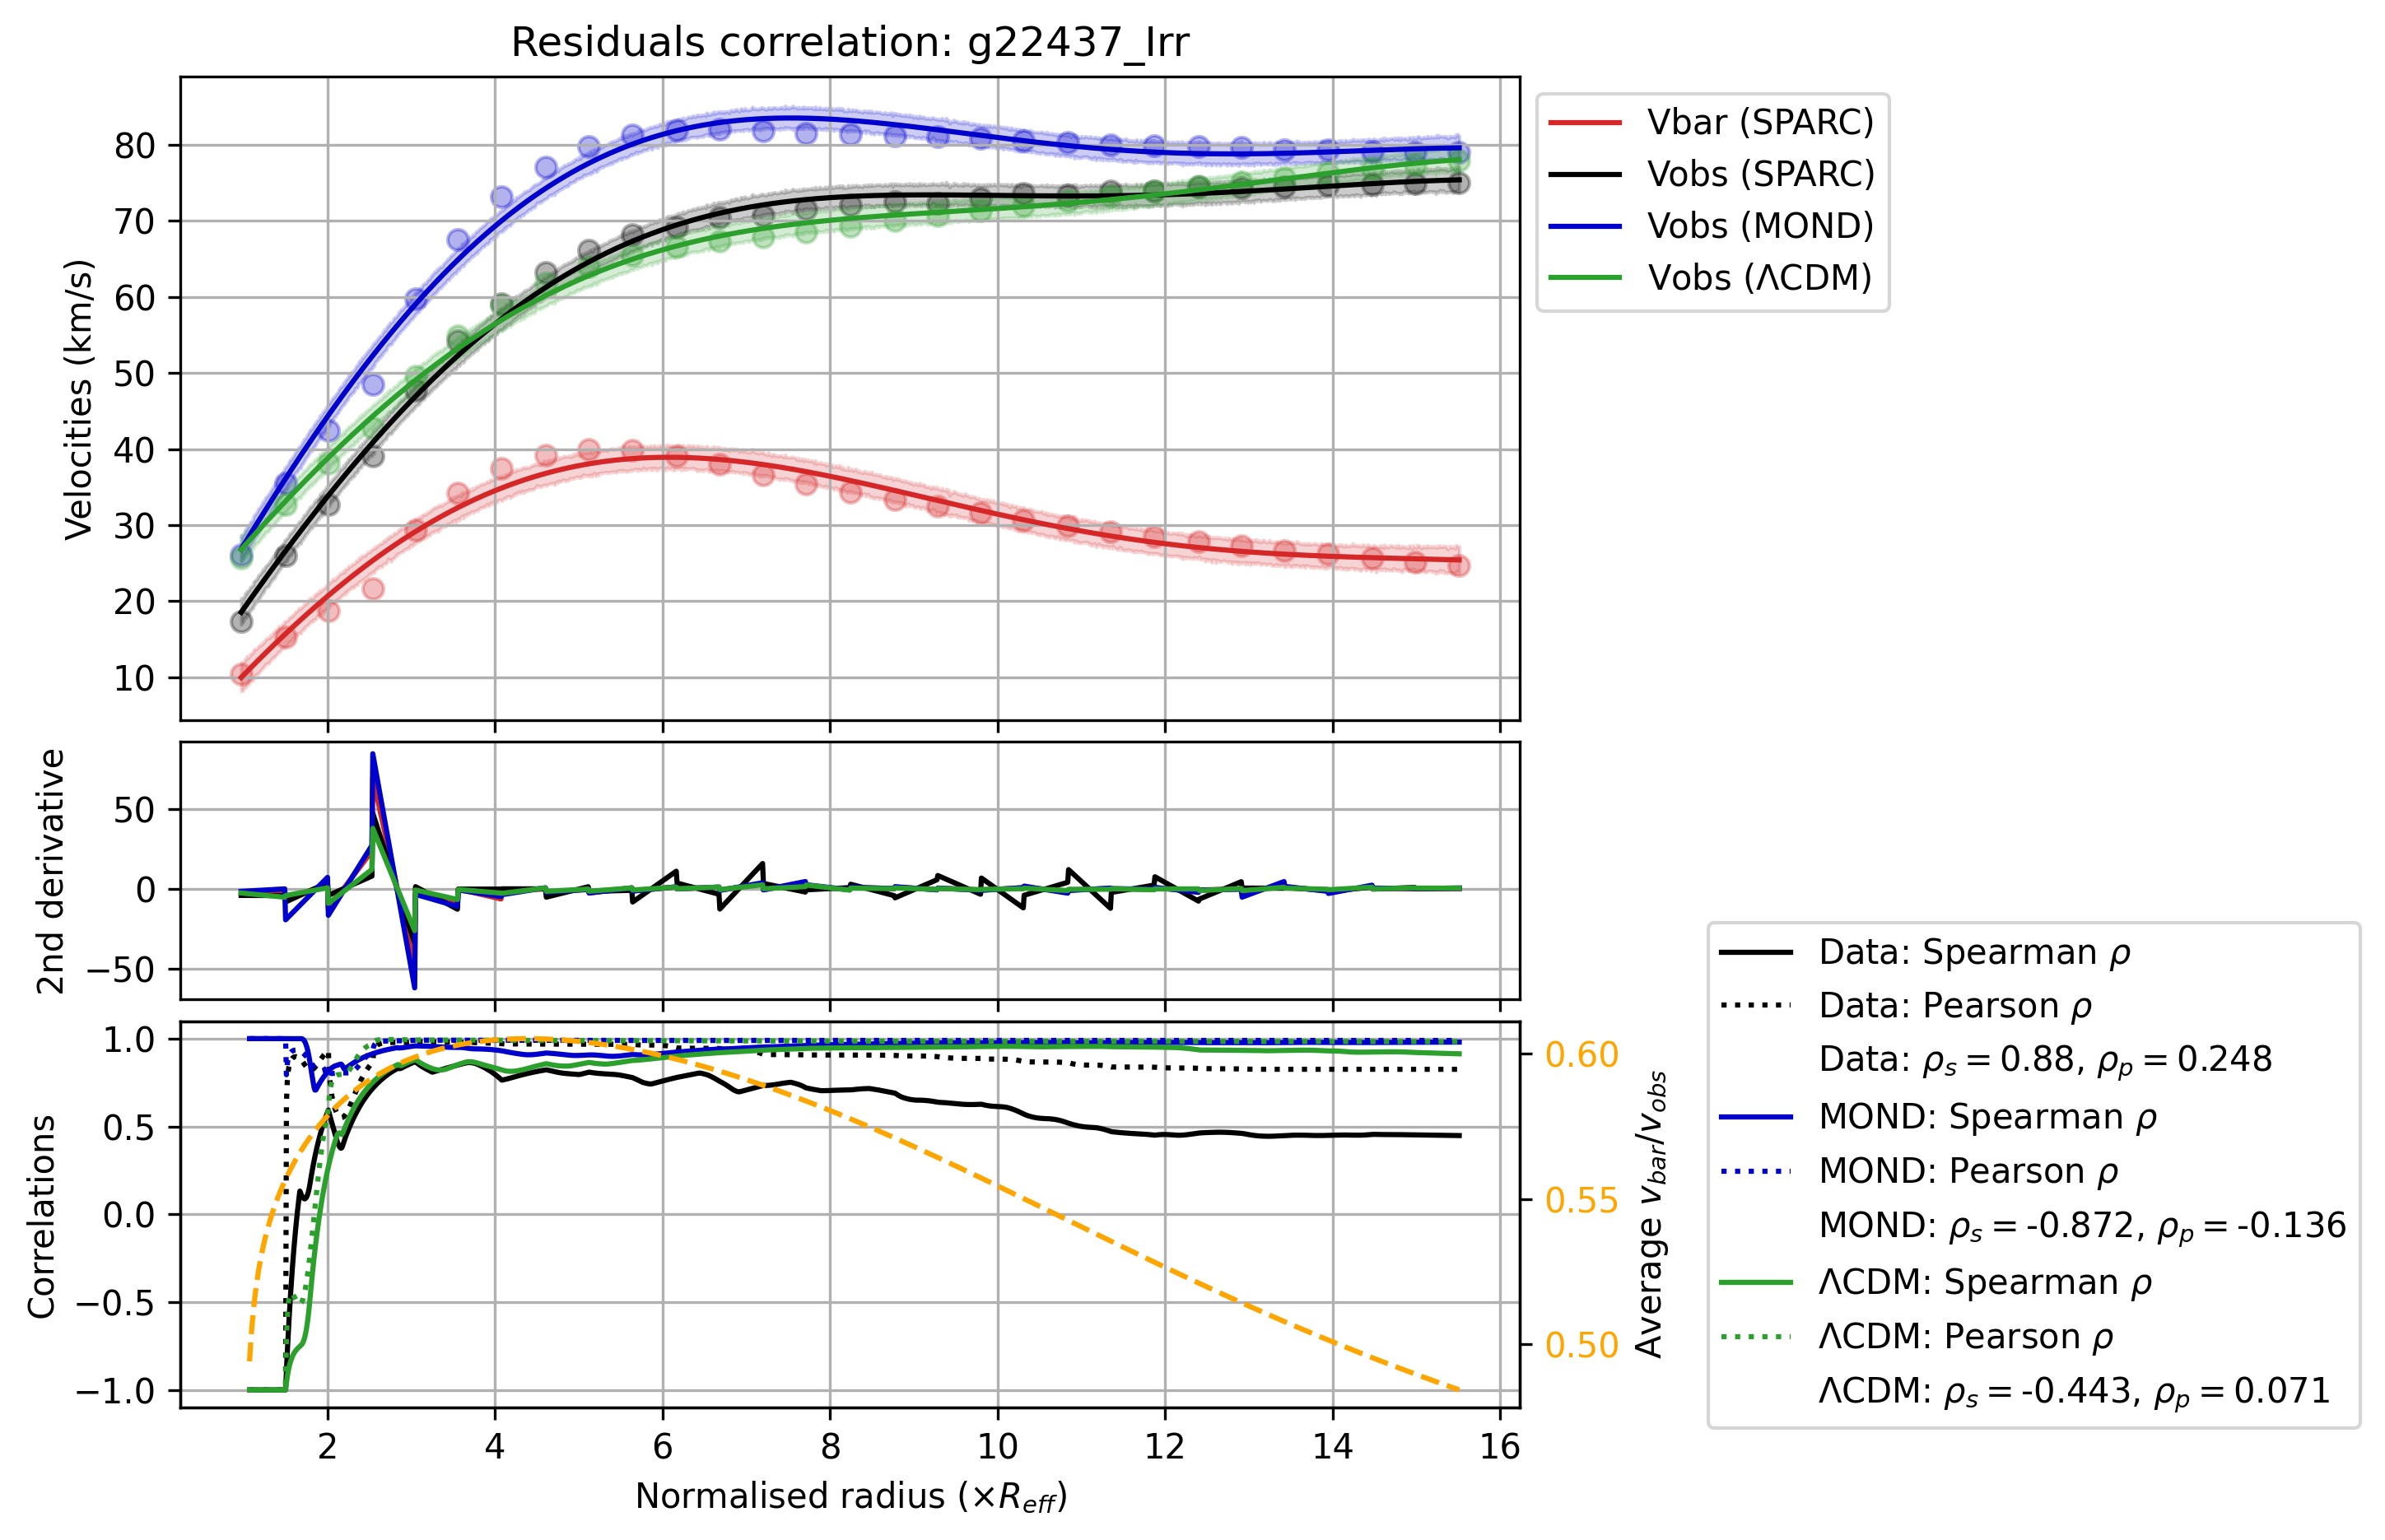 Residuals correlation: g22437_Irr
Velocities (km/s)
80
70
60
50
40
30
20
10
Vbar (SPARC)
Vobs (SPARC)
Vobs (MOND)
Vobs (ΛCDM)
2nd derivative
50
0
−50
Correlations
1.0
0.5
0.0
−0.5
−1.0
0.60
0.55
0.50
Average v_bar/v_obs
2 4 6 8 10 12 14 16
Normalised radius (×R_eff)
Data: Spearman ρ
Data: Pearson ρ
Data: ρ_s = 0.88, ρ_p = 0.248
MOND: Spearman ρ
MOND: Pearson ρ
MOND: ρ_s = -0.872, ρ_p = -0.136
ΛCDM: Spearman ρ
ΛCDM: Pearson ρ
ΛCDM: ρ_s = -0.443, ρ_p = 0.071